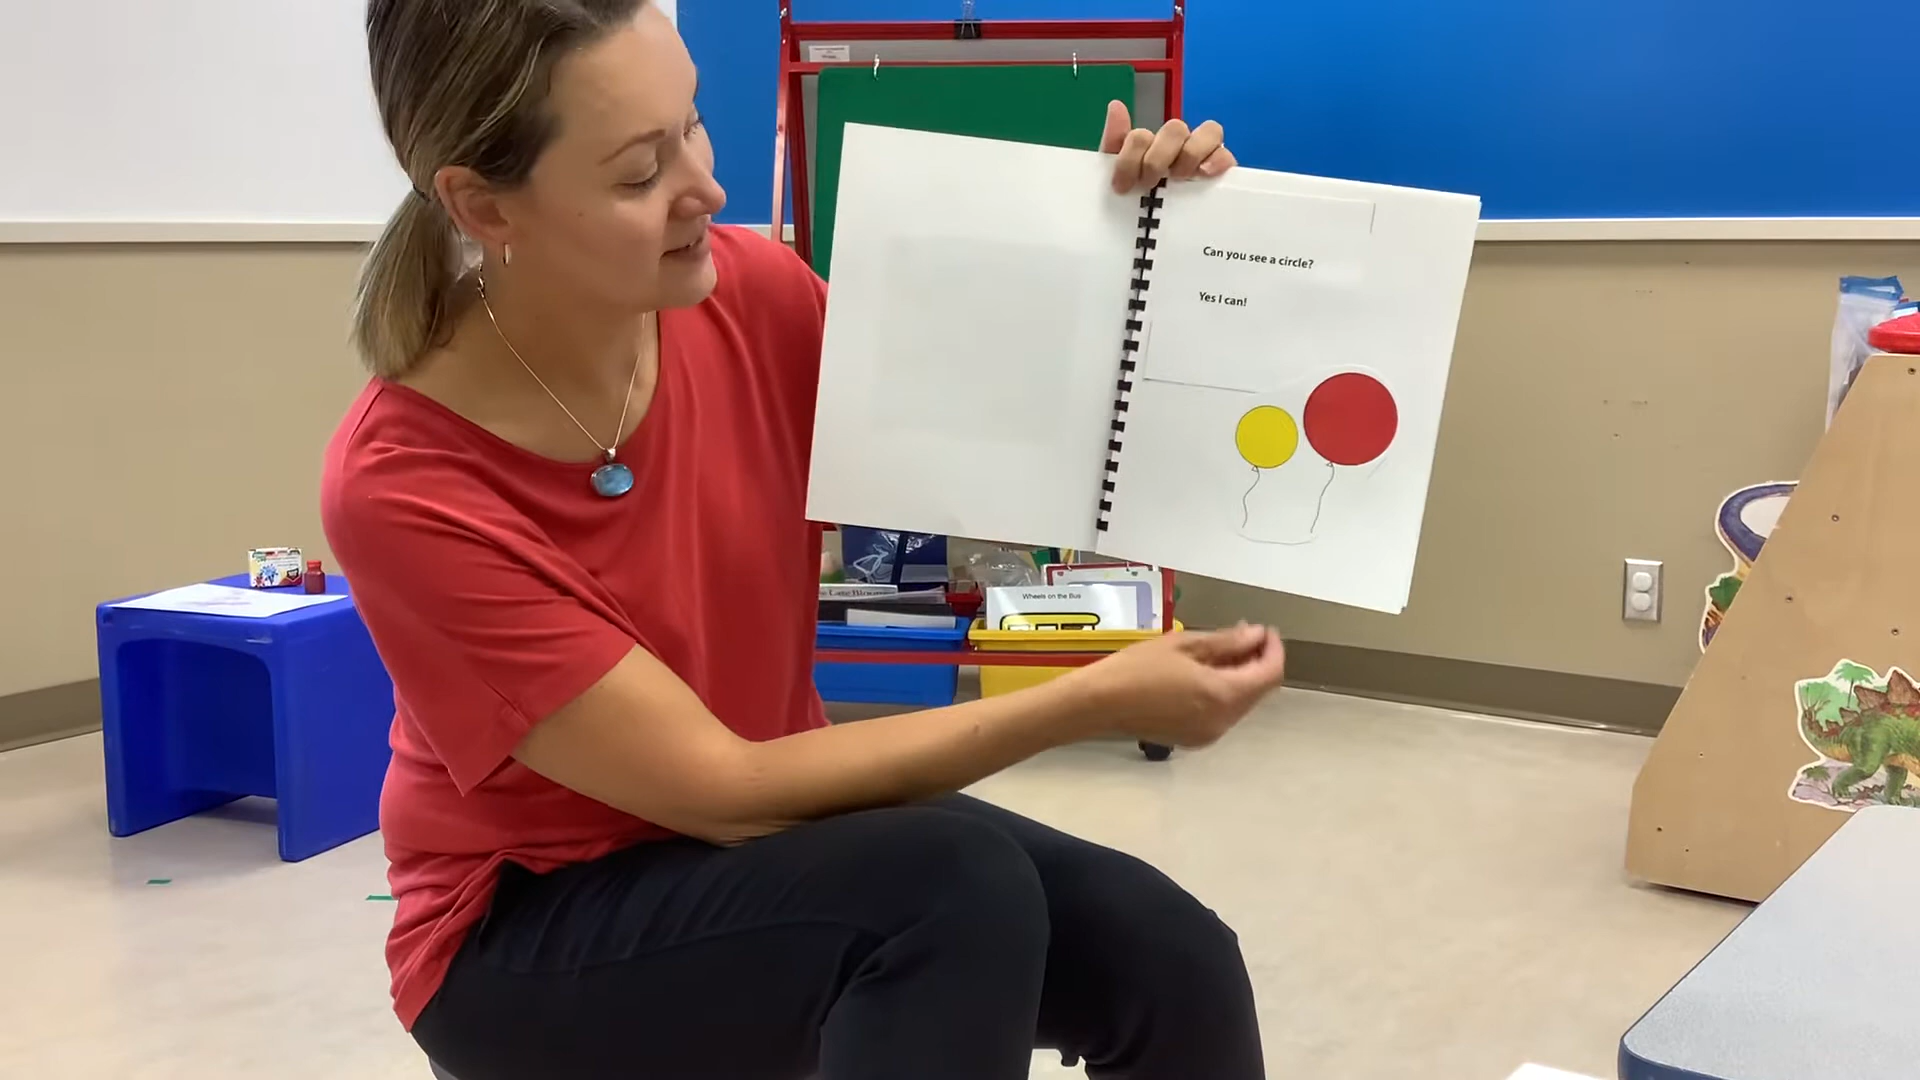 Can you see a circle?
Yes I can!
Wheels on the Bus